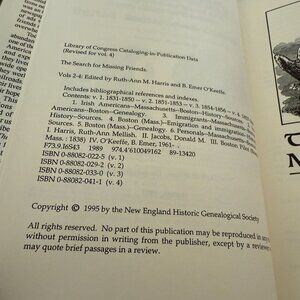 Library of Congress Cataloging-in-Publication Data
(Revised for vol. 4)
The Search for Missing Friends.
Vols 2-4: Edited by Ruth-Ann M. Harris and B. Emer O'Keeffe.
Includes bibliographical references and indexes.
Contents: v. 1. 1831-1850 -- v. 2. 1851-1853 -- v. 3. 1854-1856 -- v. 4.
1. Irish Americans--Massachusetts--Boston--History--Sources.
Americans--Boston--Genealogy. 3. Immigrants--Massachusetts--
History--Sources. 4. Boston (Mass.)--Emigration and immigration--
Sources. 5. Boston (Mass.)--Genealogy. 6. Personals--Massachusetts--
I. Harris, Ruth-Ann Mellish. II. Jacobs, Donald M. III. Boston Pilot
Mass. : 1838) IV. O'Keeffe, B. Emer, 1961- .
F73.9.I6S43 1989 974.4'610049162 89-13420
ISBN 0-88082-022-5 (v. 1)
ISBN 0-88082-029-2 (v. 2)
ISBN 0-88082-033-0 (v. 3)
ISBN 0-88082-041-1 (v. 4)
Copyright © 1995 by the New England Historic Genealogical Society
All rights reserved. No part of this publication may be reproduced
without permission in writing from the publisher, except by a reviewer
may quote brief passages in a review.